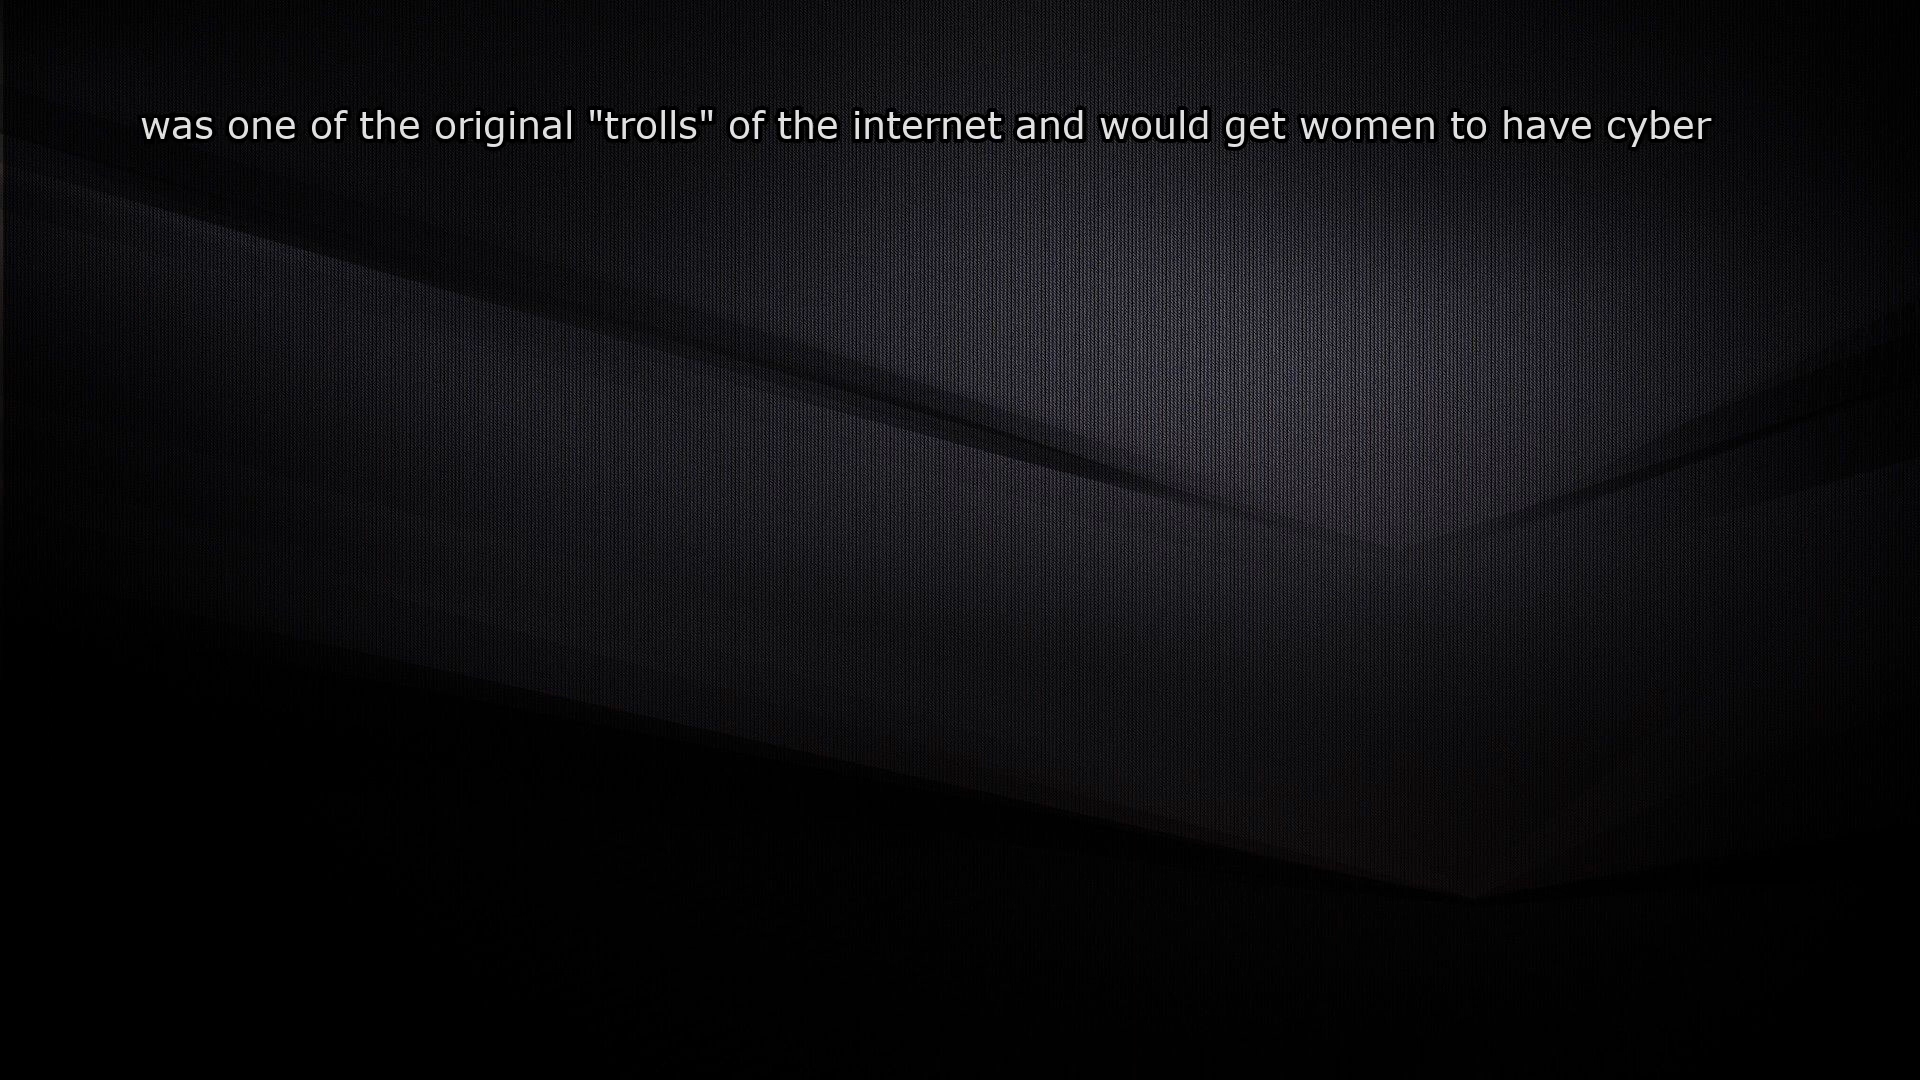 was one of the original "trolls" of the internet and would get women to have cyber